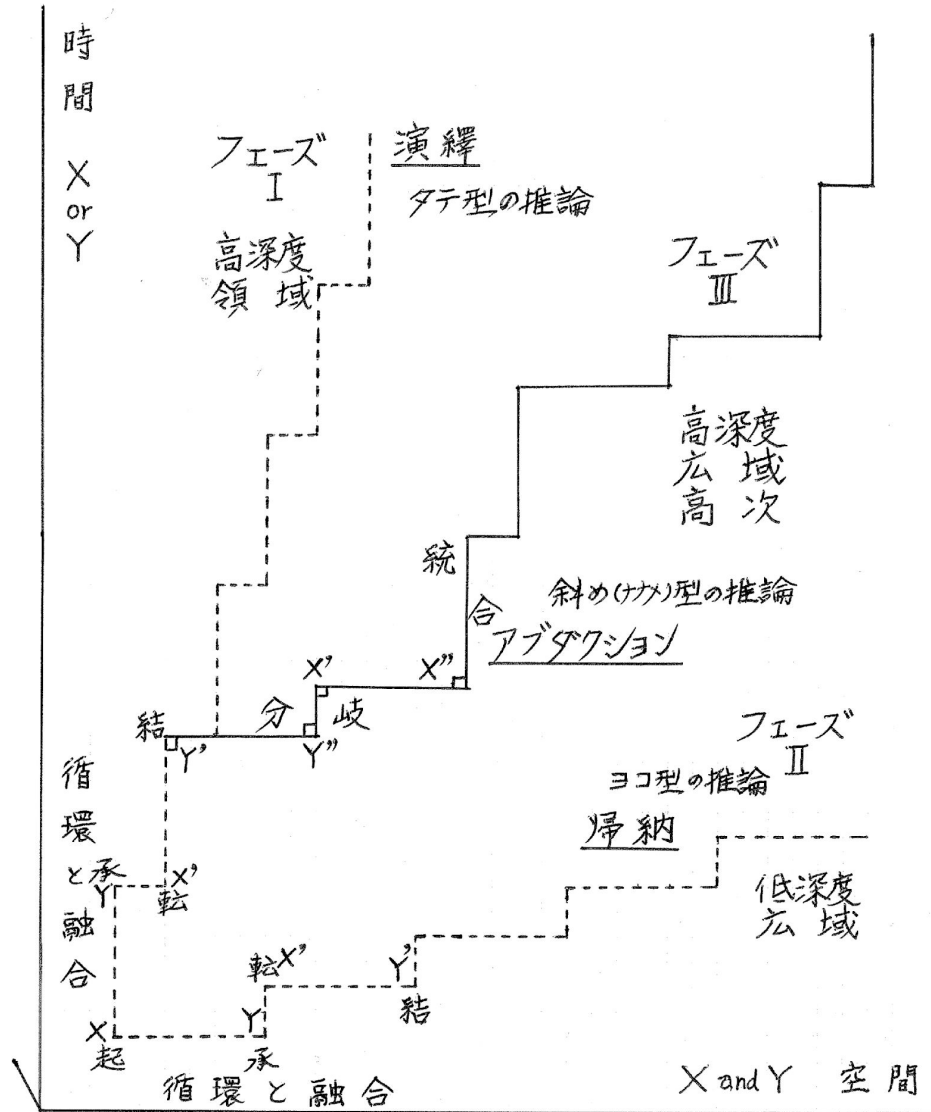 時間 X or Y
フェーズ
I
高深度
領域
演繹
タテ型の推論
フェーズ
III
高深度
広域
高次
統合
斜め(ナナメ)型の推論
アブダクション
X'
X''
分岐
結
Y'
Y''
フェーズ
II
ヨコ型の推論
帰納
低深度
広域
循環と融合
承
Y
X'
転
転X'
Y'
結
X
起
Y
承
循環と融合
X and Y 空間